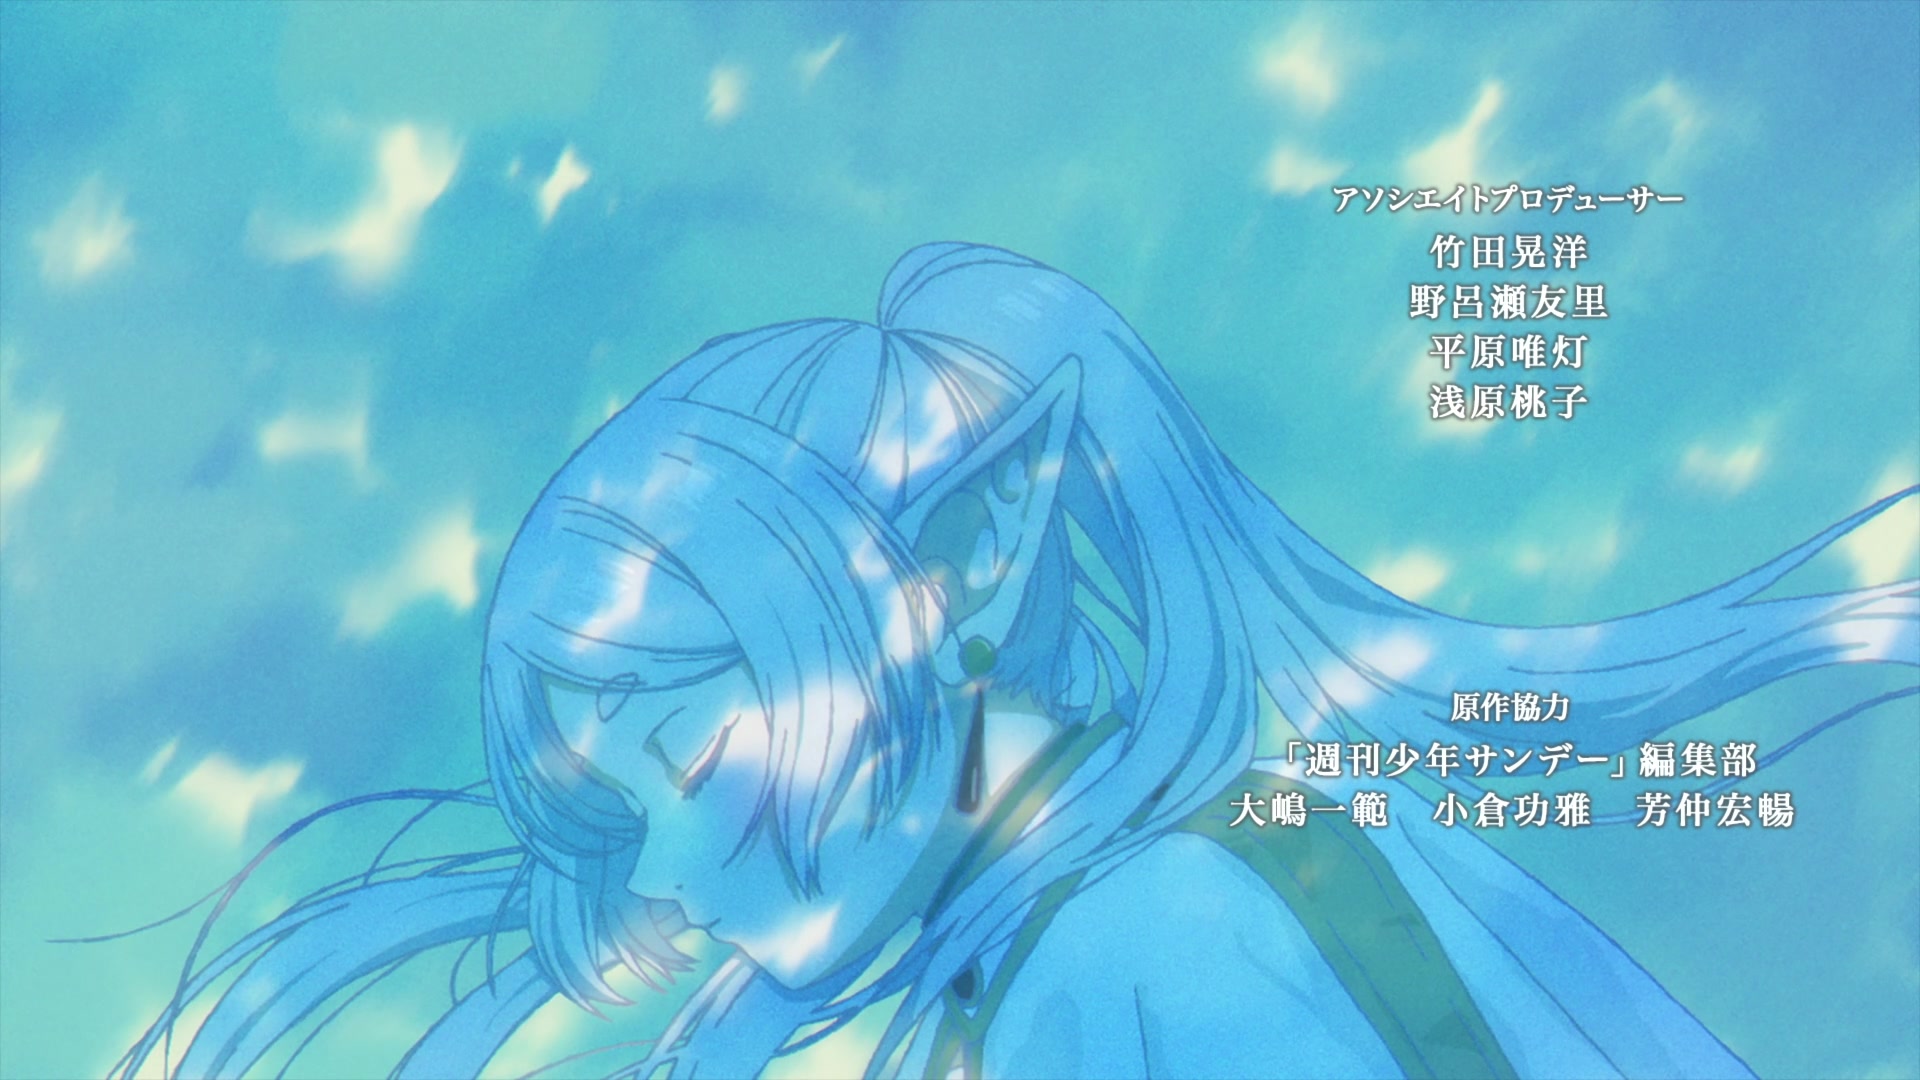 アソシエイトプロデューサー
竹田晃洋
野呂瀬友里
平原唯灯
浅原桃子
原作協力
「週刊少年サンデー」編集部
大嶋一範　小倉功雅　芳仲宏暢